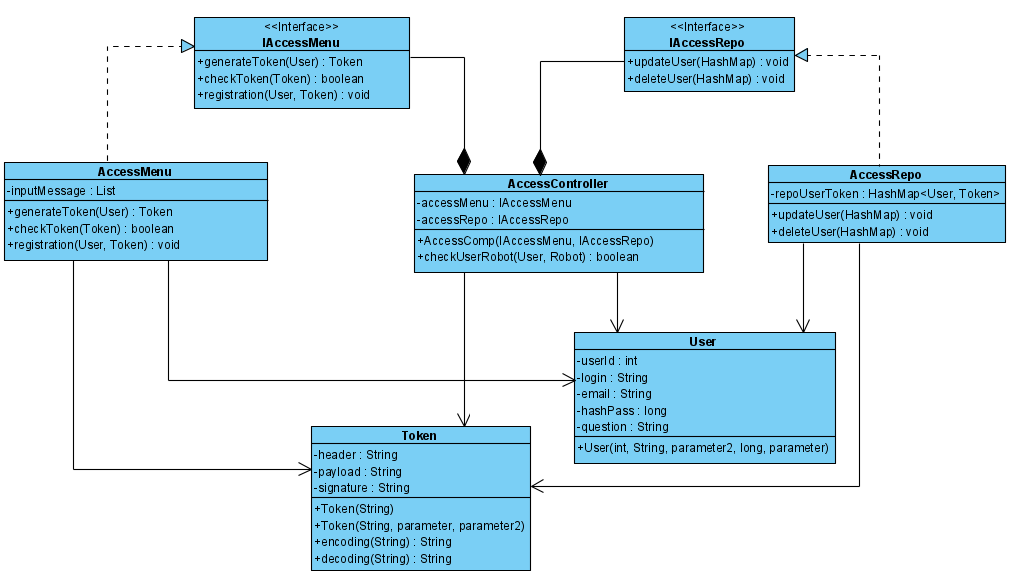 <<Interface>>
IAccessMenu
+generateToken(User) : Token
+checkToken(Token) : boolean
+registration(User, Token) : void
<<Interface>>
IAccessRepo
+updateUser(HashMap) : void
+deleteUser(HashMap) : void
AccessMenu
-inputMessage : List
+generateToken(User) : Token
+checkToken(Token) : boolean
+registration(User, Token) : void
AccessController
-accessMenu : IAccessMenu
-accessRepo : IAccessRepo
+AccessComp(IAccessMenu, IAccessRepo)
+checkUserRobot(User, Robot) : boolean
AccessRepo
-repoUserToken : HashMap<User, Token>
+updateUser(HashMap) : void
+deleteUser(HashMap) : void
User
-userId : int
-login : String
-email : String
-hashPass : long
-question : String
+User(int, String, parameter2, long, parameter)
Token
-header : String
-payload : String
-signature : String
+Token(String)
+Token(String, parameter, parameter2)
+encoding(String) : String
+decoding(String) : String